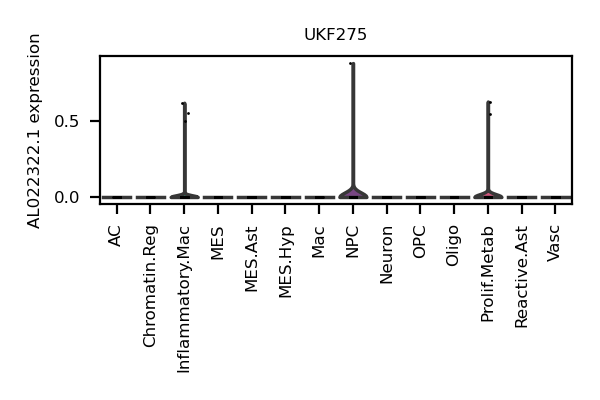 UKF275
AL022322.1 expression
0.5
0.0
AC
Chromatin.Reg
Inflammatory.Mac
MES
MES.Ast
MES.Hyp
Mac
NPC
Neuron
OPC
Oligo
Prolif.Metab
Reactive.Ast
Vasc